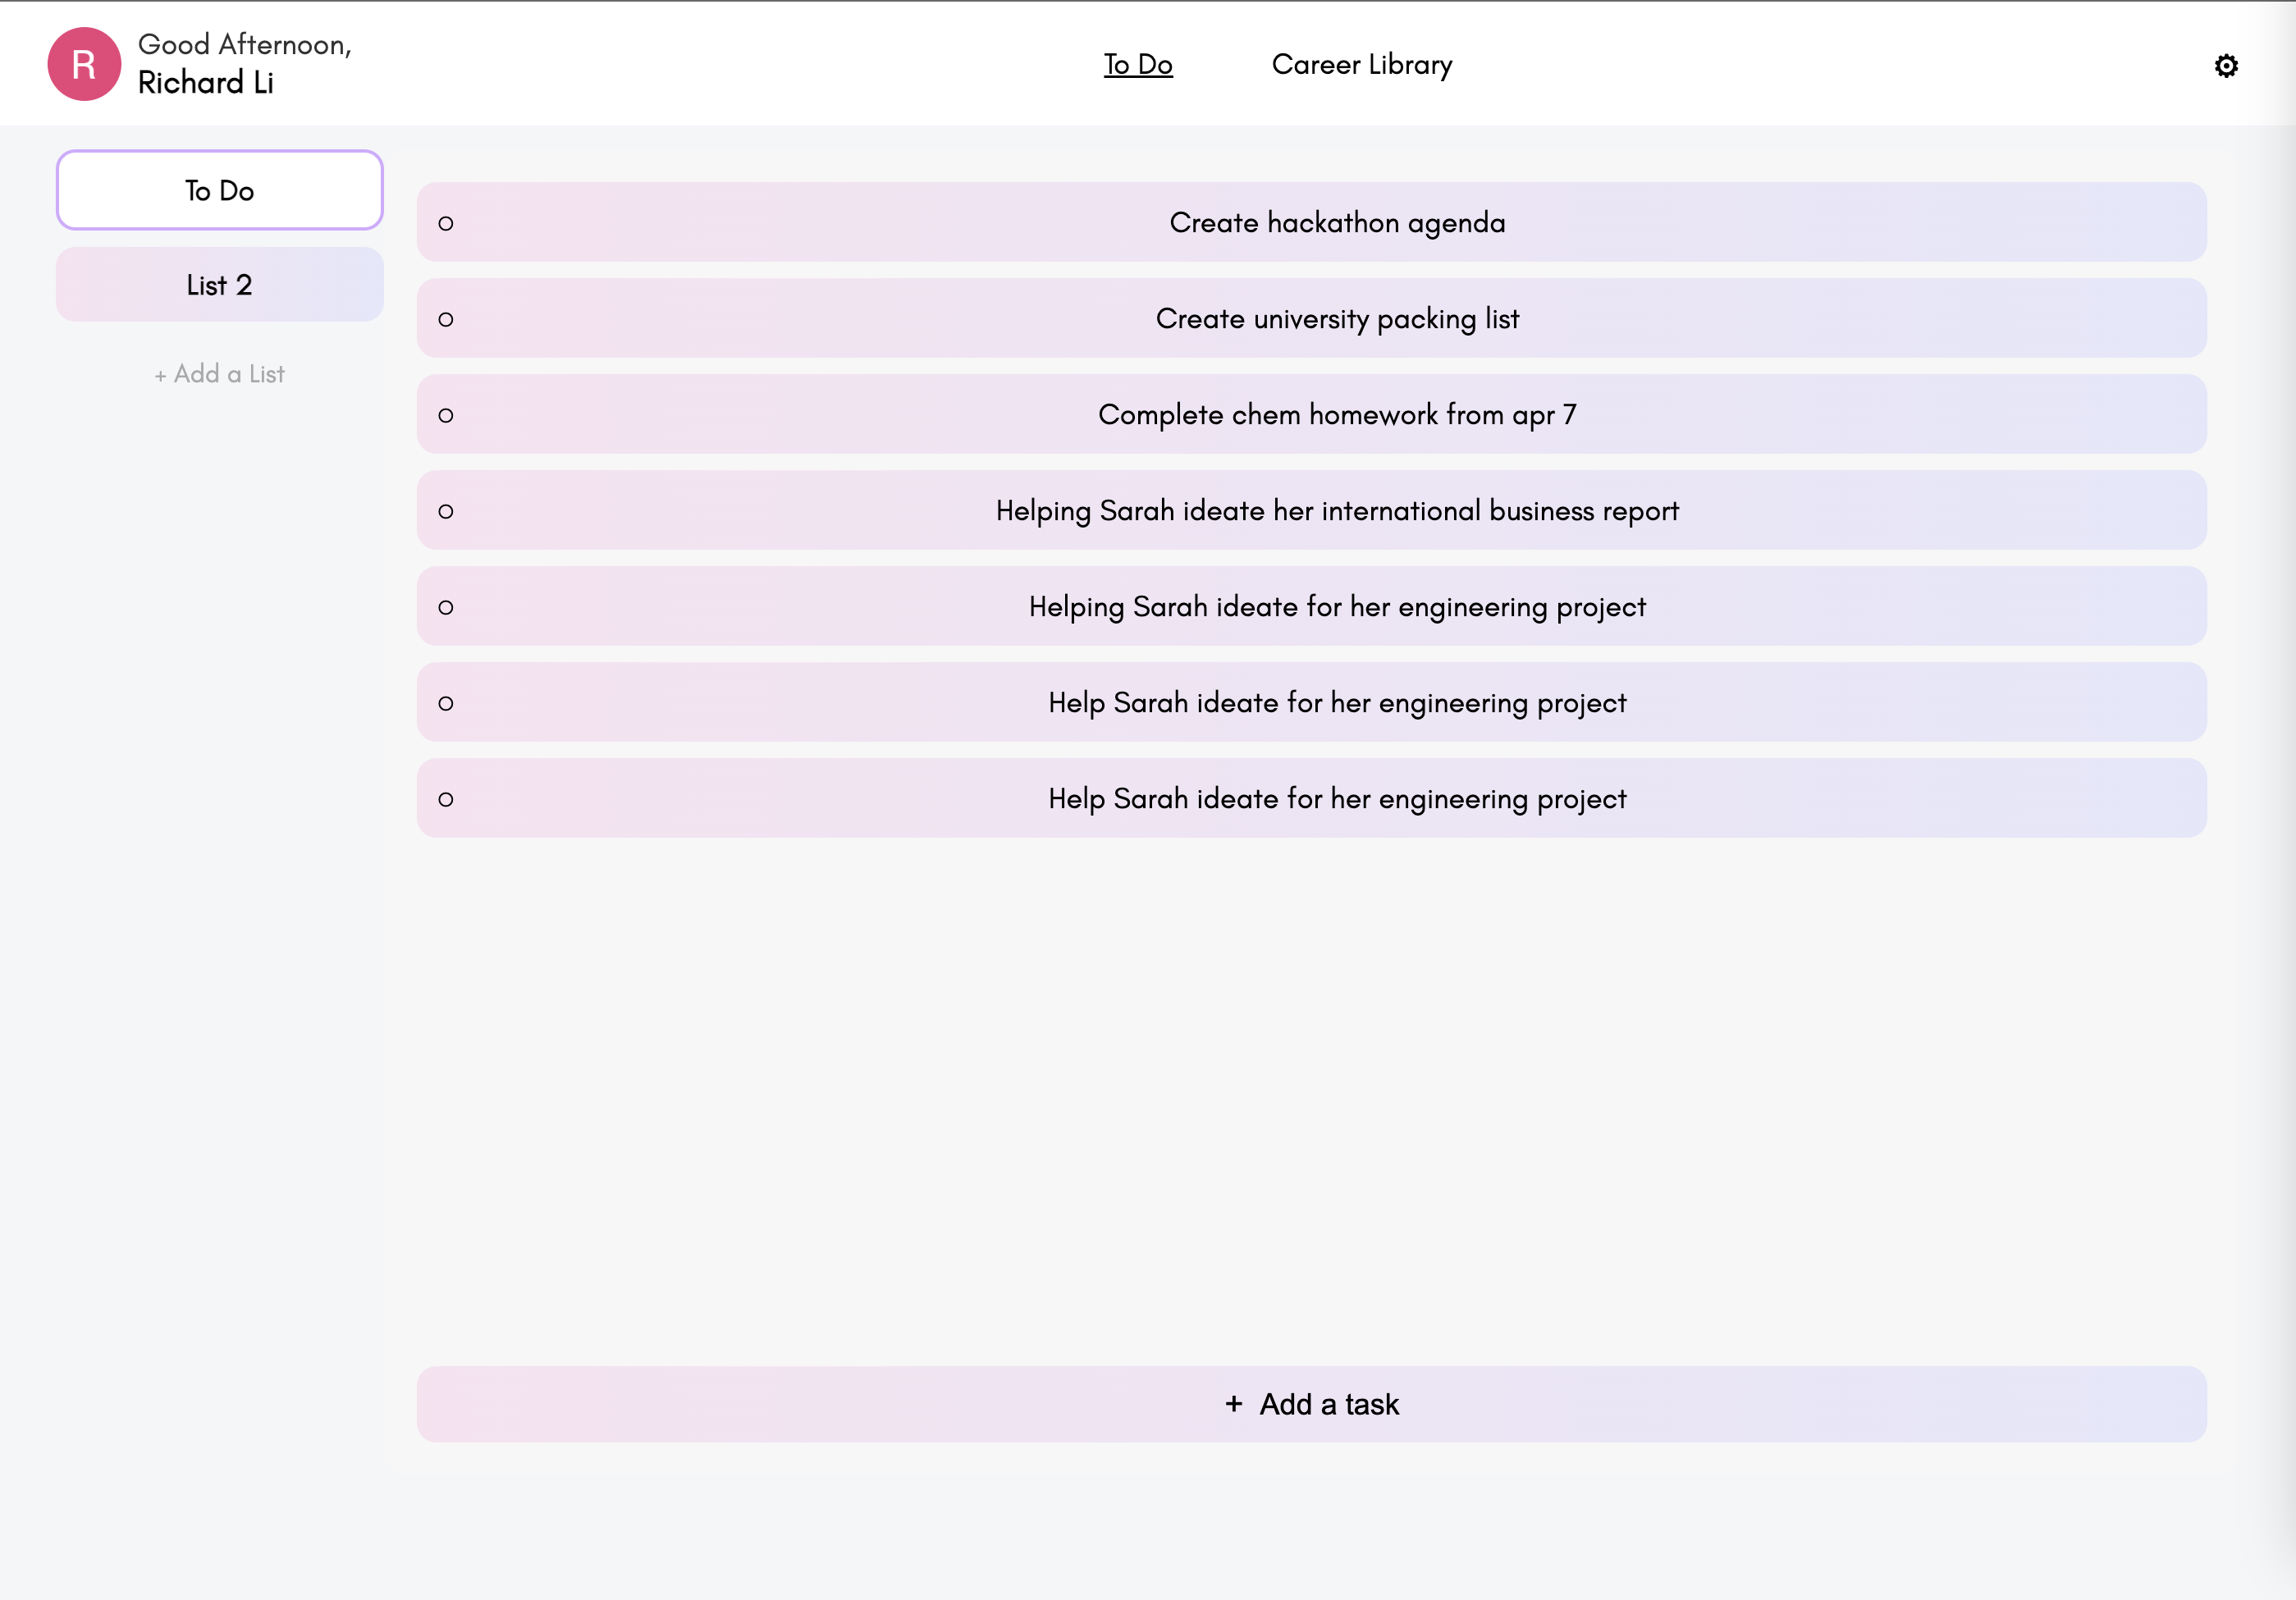 R
Good Afternoon,
Richard Li
To Do
Career Library
To Do
List 2
+ Add a List
Create hackathon agenda
Create university packing list
Complete chem homework from apr 7
Helping Sarah ideate her international business report
Helping Sarah ideate for her engineering project
Help Sarah ideate for her engineering project
Help Sarah ideate for her engineering project
+ Add a task